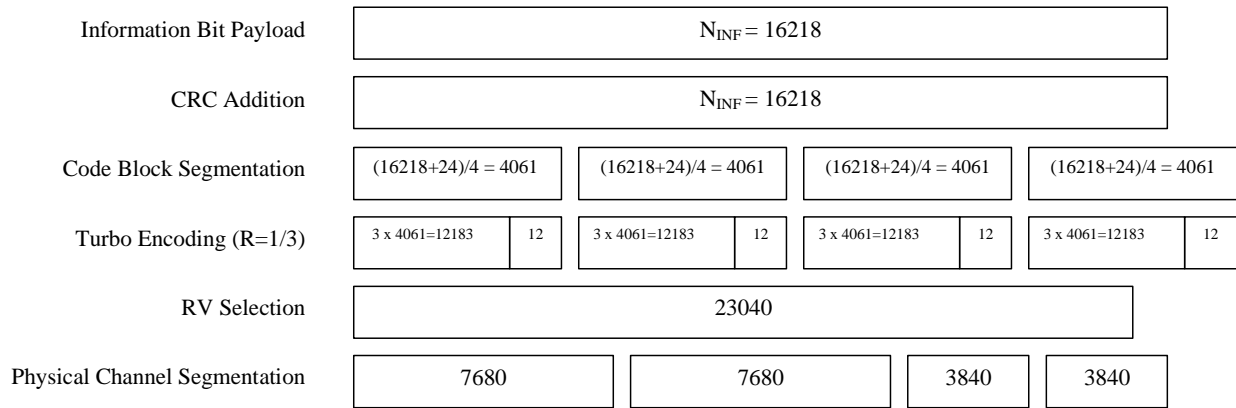 Information Bit Payload N_INF = 16218
CRC Addition N_INF = 16218
Code Block Segmentation (16218+24)/4 = 4061 (16218+24)/4 = 4061 (16218+24)/4 = 4061 (16218+24)/4 = 4061
Turbo Encoding (R=1/3) 3 x 4061=12183 12 3 x 4061=12183 12 3 x 4061=12183 12 3 x 4061=12183 12
RV Selection 23040
Physical Channel Segmentation 7680 7680 3840 3840